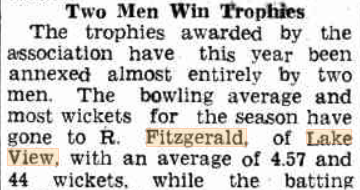 Two Men Win Trophies
The trophies awarded by the
association have this year been
annexed almost entirely by two
men. The bowling average and
most wickets for the season have
gone to R. Fitzgerald, of Lake
View, with an average of 4.57 and
44 wickets, while the batting